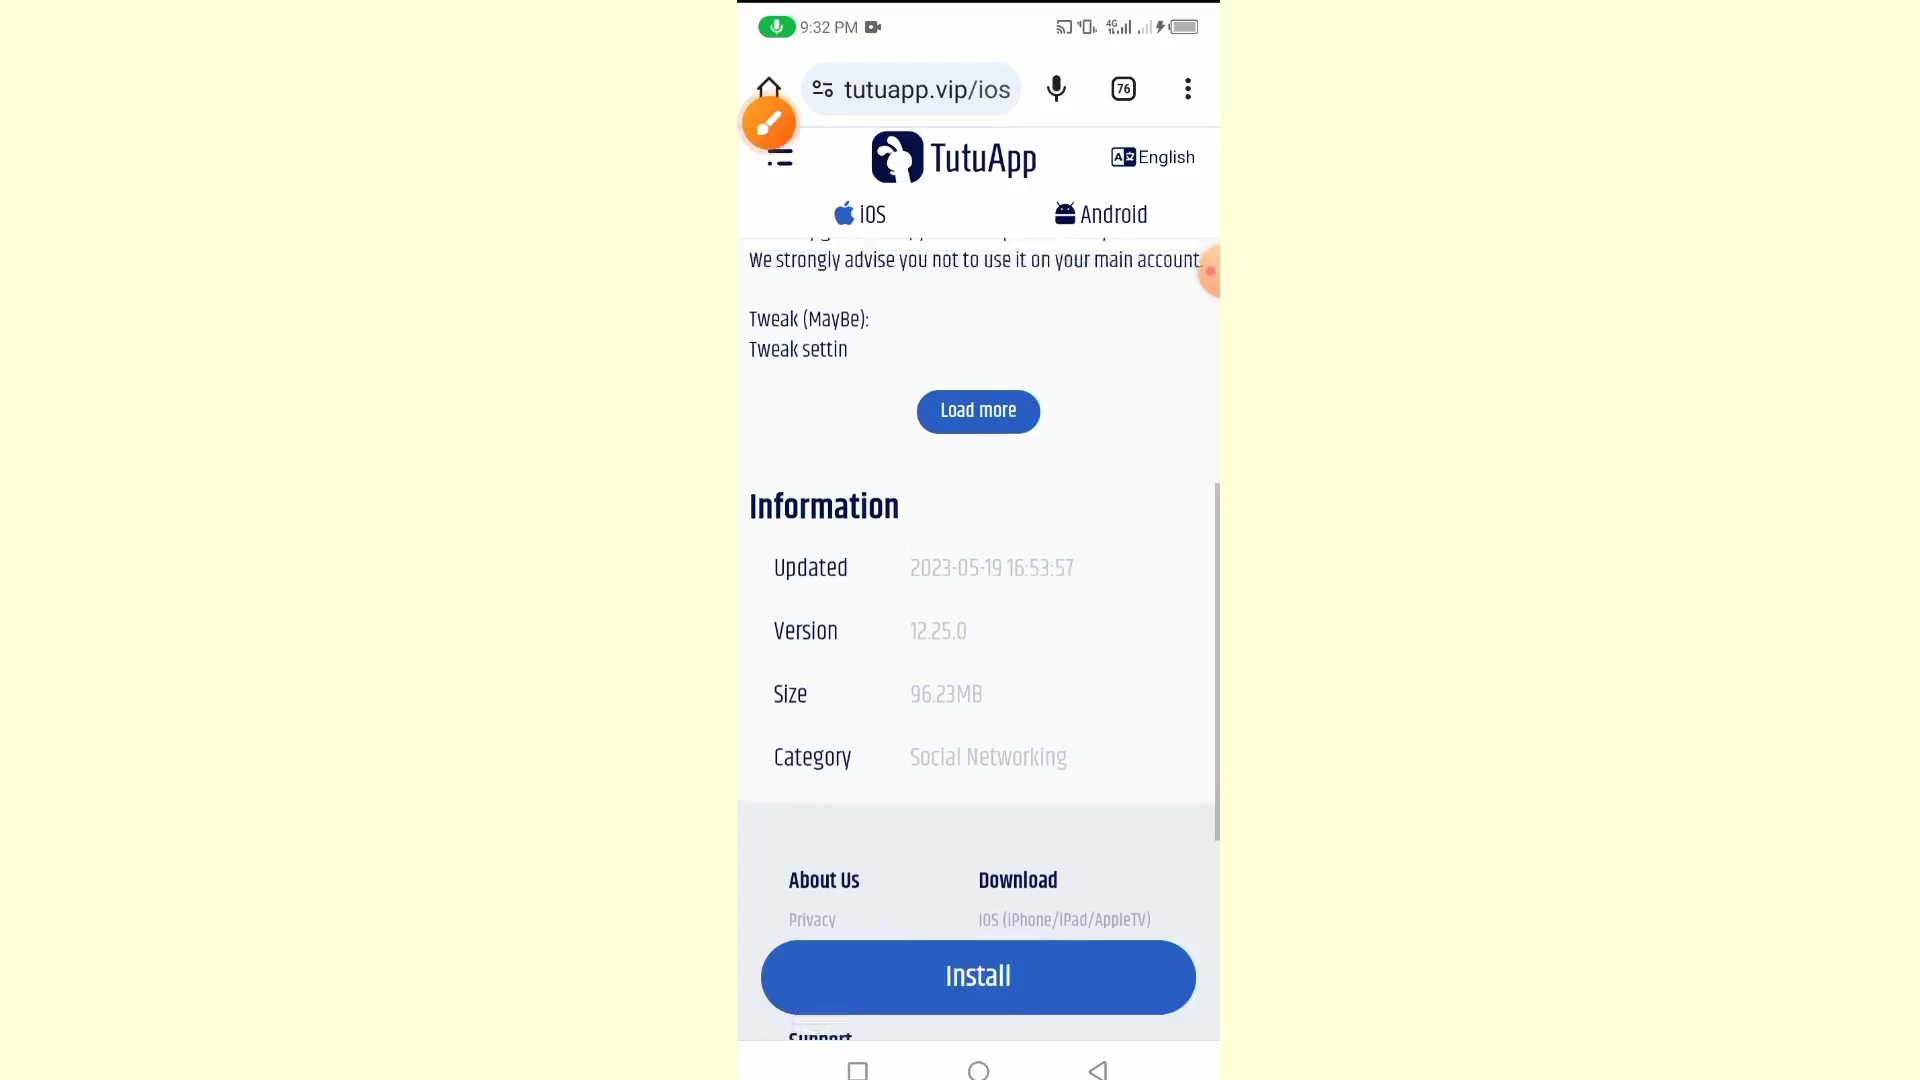 9:32 PM
4G
tutuapp.vip/ios
76
TutuApp
English
iOS
Android
We strongly advise you not to use it on your main account.
Tweak (MayBe):
Tweak settin
Load more
Information
Updated 2023-05-19 16:53:57
Version 12.25.0
Size 96.23MB
Category Social Networking
About Us
Download
Privacy
iOS (iPhone/iPad/AppleTV)
Install
Support